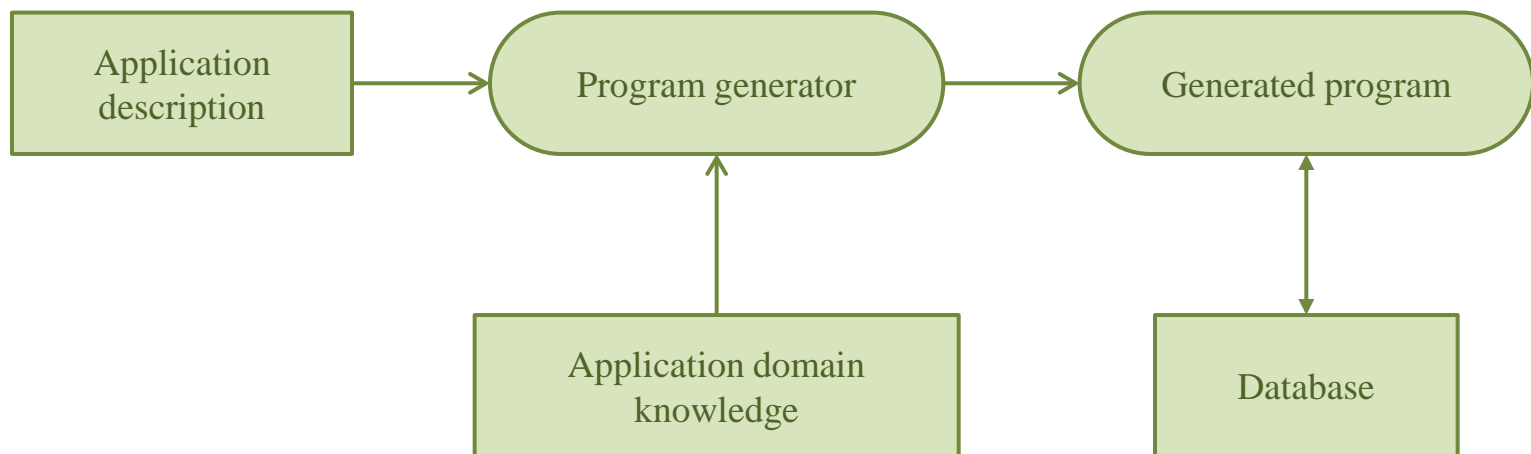 Application
description
Program generator
Generated program
Application domain
knowledge
Database